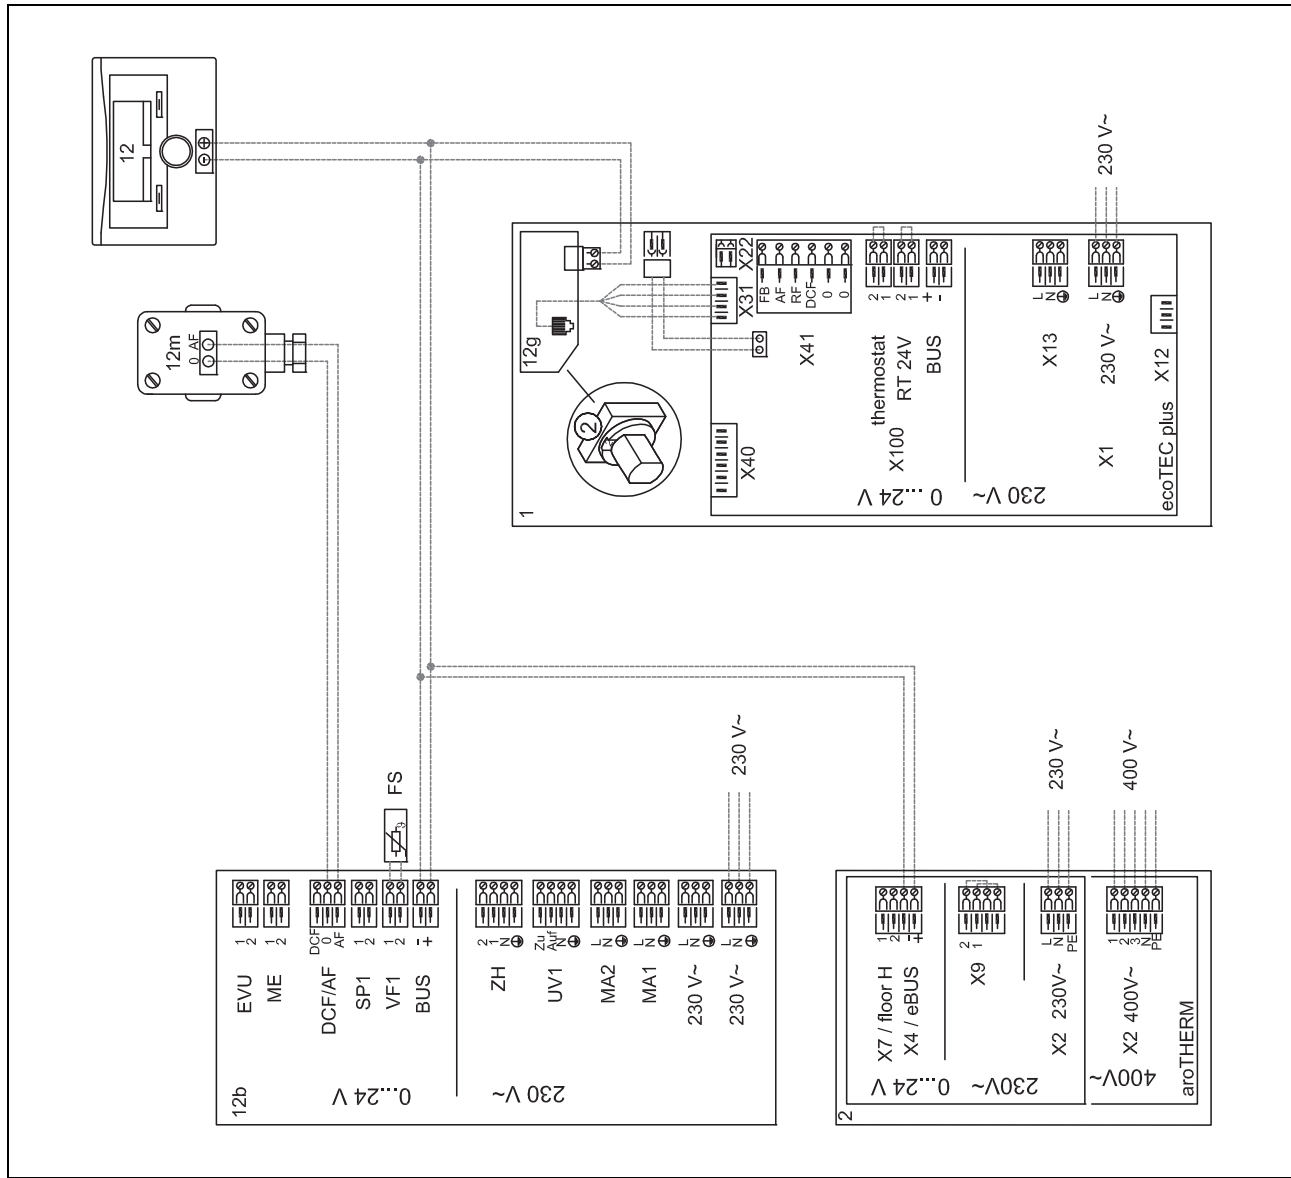 12
⊕
⊖
12m
0 AF
230 V~
1
12g
2
X22
X31
X40
FB
AF
RF
DCF
0
0
X41
2
1
2
1
+
-
thermostat
RT 24V
BUS
X100
0...24 V
230 V~
L
N
X13
L
N
230 V~
X1
X12
ecoTEC plus
FS
230 V~
12b
1
2
EVU
1
2
ME
DCF
0
AF
DCF/AF
1
2
SP1
1
2
VF1
-
+
BUS
0...24 V
230 V~
2
1
N
ZH
Zu
Auf
N
UV1
L
N
MA2
L
N
MA1
L
N
230 V~
L
N
230 V~
230 V~
400 V~
2
1
2
-
+
X7 / floor H
X4 / eBUS
0...24 V
2
1
X9
230V~
L
N
PE
X2 230V~
1
2
3
N
PE
X2 400V~
400V~
aroTHERM